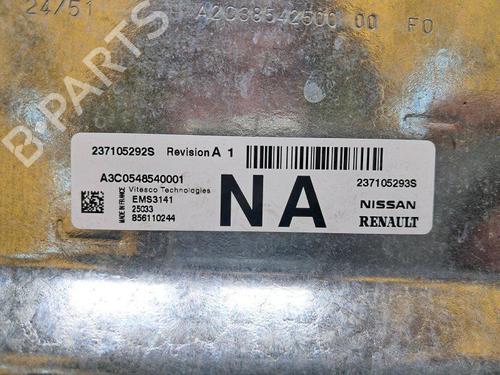 24/51 A2C38542500 00 F0
237105292S Revision A 1
A3C0548540001 237105293S
Vitesco Technologies
MADE IN FRANCE
EMS3141
25033
856110244
NA
NISSAN
RENAULT
B-PARTS